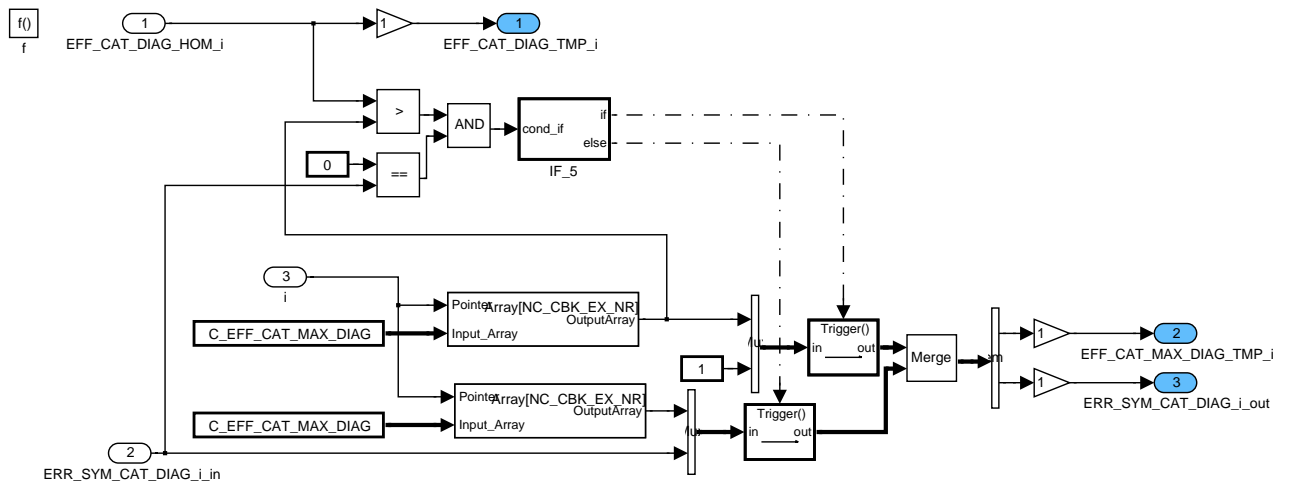 f()
f
1
EFF_CAT_DIAG_HOM_i
1
1
EFF_CAT_DIAG_TMP_i
>
AND
0
==
cond_if
if
else
IF_5
3
i
C_EFF_CAT_MAX_DIAG
Pointer
Array[NC_CBK_EX_NR]
OutputArray
Input_Array
1
Trigger()
in
out
Merge
1
2
EFF_CAT_MAX_DIAG_TMP_i
1
3
ERR_SYM_CAT_DIAG_i_out
C_EFF_CAT_MAX_DIAG
Pointer
Array[NC_CBK_EX_NR]
OutputArray
Input_Array
Trigger()
in
out
2
ERR_SYM_CAT_DIAG_i_in